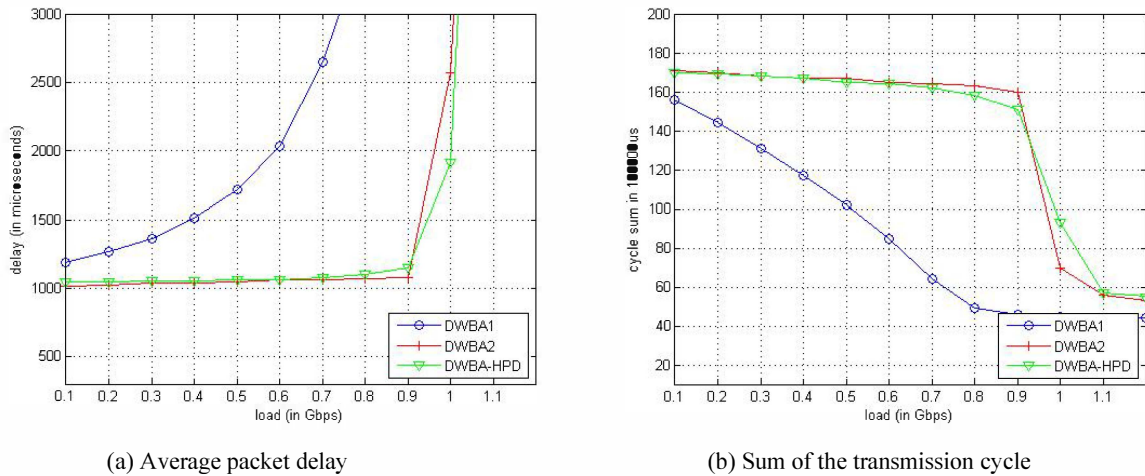 3000
2500
2000
1500
1000
500
delay (in microseconds)
0.1 0.2 0.3 0.4 0.5 0.6 0.7 0.8 0.9 1 1.1
load (in Gbps)
DWBA1
DWBA2
DWBA-HPD
(a) Average packet delay
200
180
160
140
120
100
80
60
40
20
cycle sum in
0.1 0.2 0.3 0.4 0.5 0.6 0.7 0.8 0.9 1 1.1
load (in Gbps)
DWBA1
DWBA2
DWBA-HPD
(b) Sum of the transmission cycle